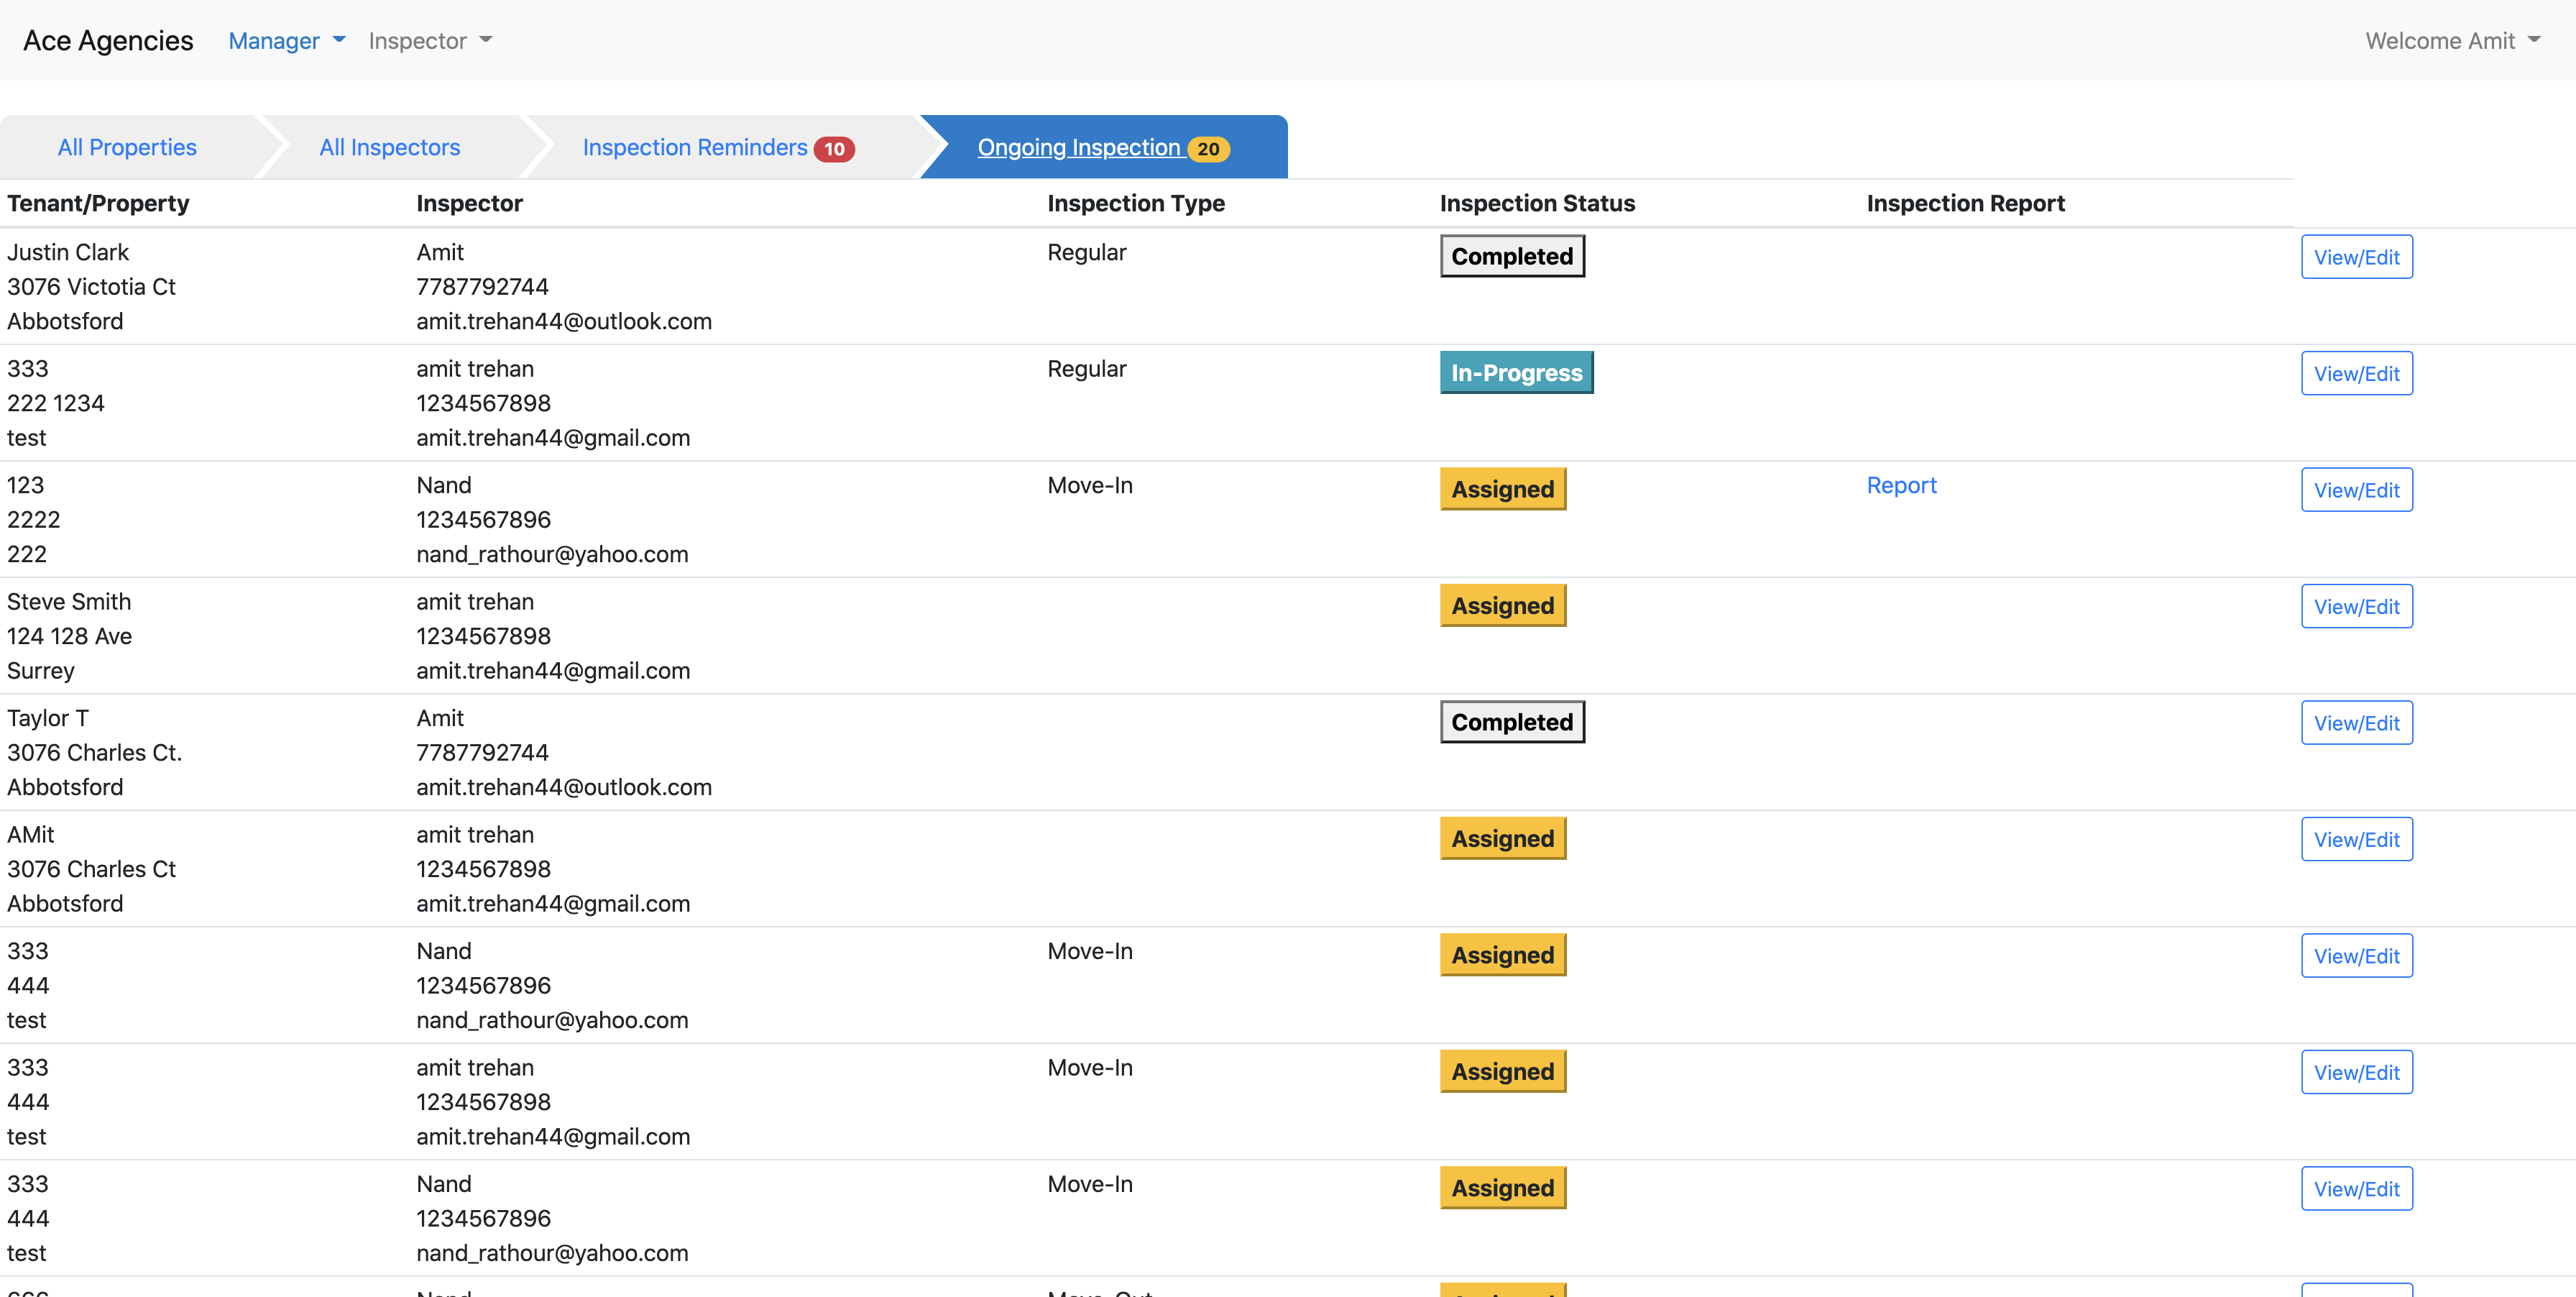 Ace Agencies Manager Inspector Welcome Amit
All Properties All Inspectors Inspection Reminders 10 Ongoing Inspection 20
Tenant/Property Inspector Inspection Type Inspection Status Inspection Report
Justin Clark Amit Regular Completed View/Edit
3076 Victotia Ct 7787792744
Abbotsford amit.trehan44@outlook.com
333 amit trehan Regular In-Progress View/Edit
222 1234 1234567898
test amit.trehan44@gmail.com
123 Nand Move-In Assigned Report View/Edit
2222 1234567896
222 nand_rathour@yahoo.com
Steve Smith amit trehan Assigned View/Edit
124 128 Ave 1234567898
Surrey amit.trehan44@gmail.com
Taylor T Amit Completed View/Edit
3076 Charles Ct. 7787792744
Abbotsford amit.trehan44@outlook.com
AMit amit trehan Assigned View/Edit
3076 Charles Ct 1234567898
Abbotsford amit.trehan44@gmail.com
333 Nand Move-In Assigned View/Edit
444 1234567896
test nand_rathour@yahoo.com
333 amit trehan Move-In Assigned View/Edit
444 1234567898
test amit.trehan44@gmail.com
333 Nand Move-In Assigned View/Edit
444 1234567896
test nand_rathour@yahoo.com